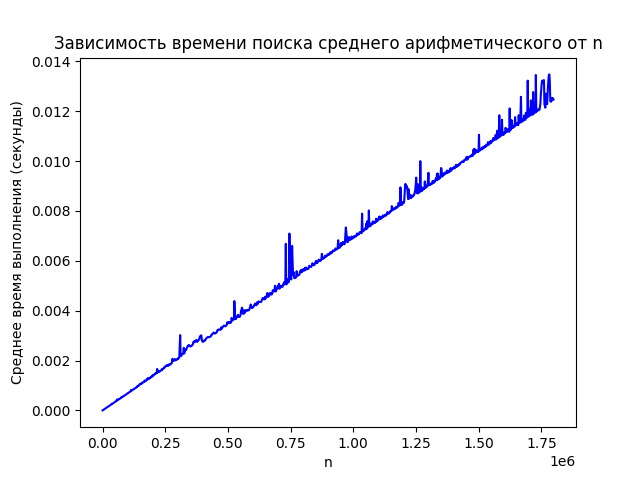 Зависимость времени поиска среднего арифметического от n
Среднее время выполнения (секунды)
0.014
0.012
0.010
0.008
0.006
0.004
0.002
0.000
0.00 0.25 0.50 0.75 1.00 1.25 1.50 1.75
1e6
n